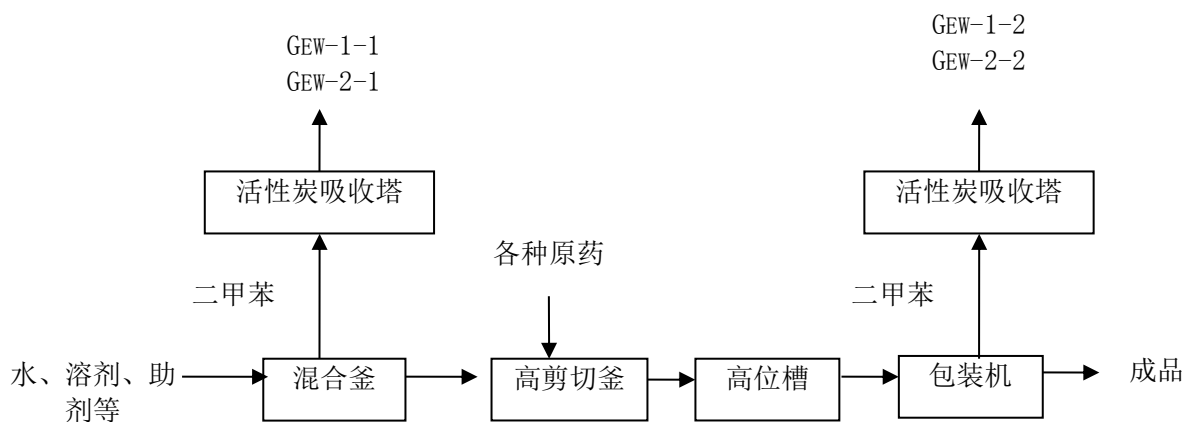 GEW-1-1
GEW-2-1
GEW-1-2
GEW-2-2
活性炭吸收塔
活性炭吸收塔
各种原药
二甲苯
二甲苯
水、溶剂、助
剂等
混合釜
高剪切釜
高位槽
包装机
成品